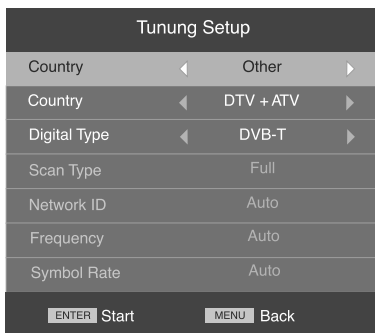 Tunung Setup
Country Other
Country DTV + ATV
Digital Type DVB-T
Scan Type Full
Network ID Auto
Frequency Auto
Symbol Rate Auto
ENTER Start MENU Back